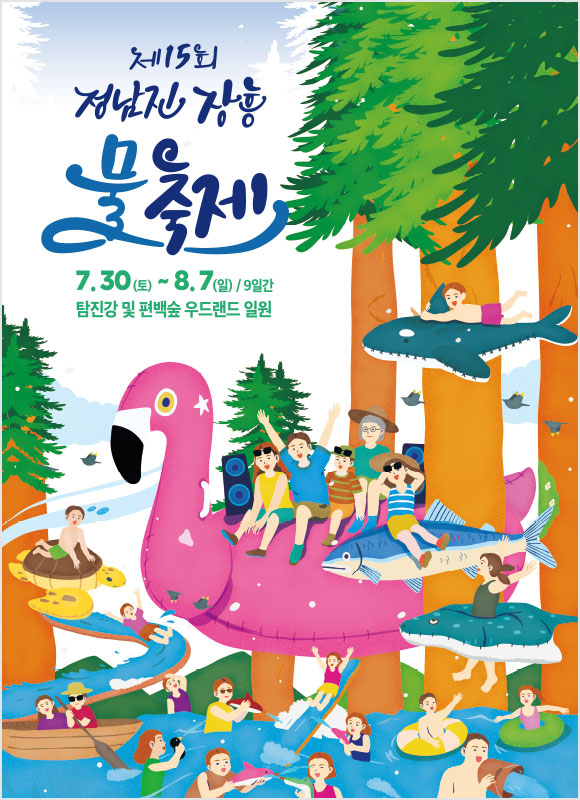 제15회
정남진 장흥
물축제
7. 30(토) ~ 8. 7(일) / 9일간
탐진강 및 편백숲 우드랜드 일원